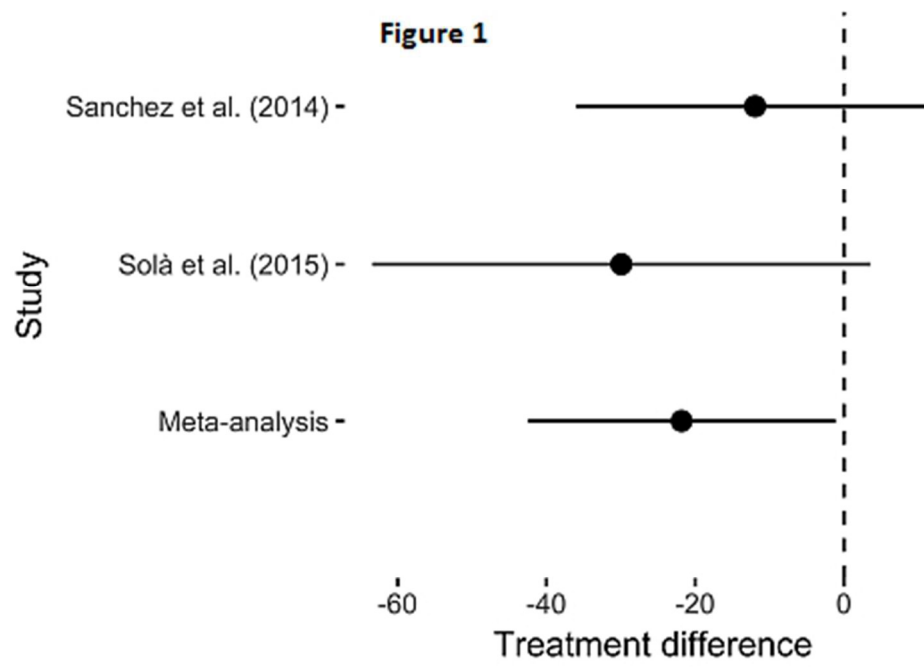 Figure 1
Sanchez et al. (2014)
Solà et al. (2015)
Meta-analysis
Study
-60 -40 -20 0
Treatment difference